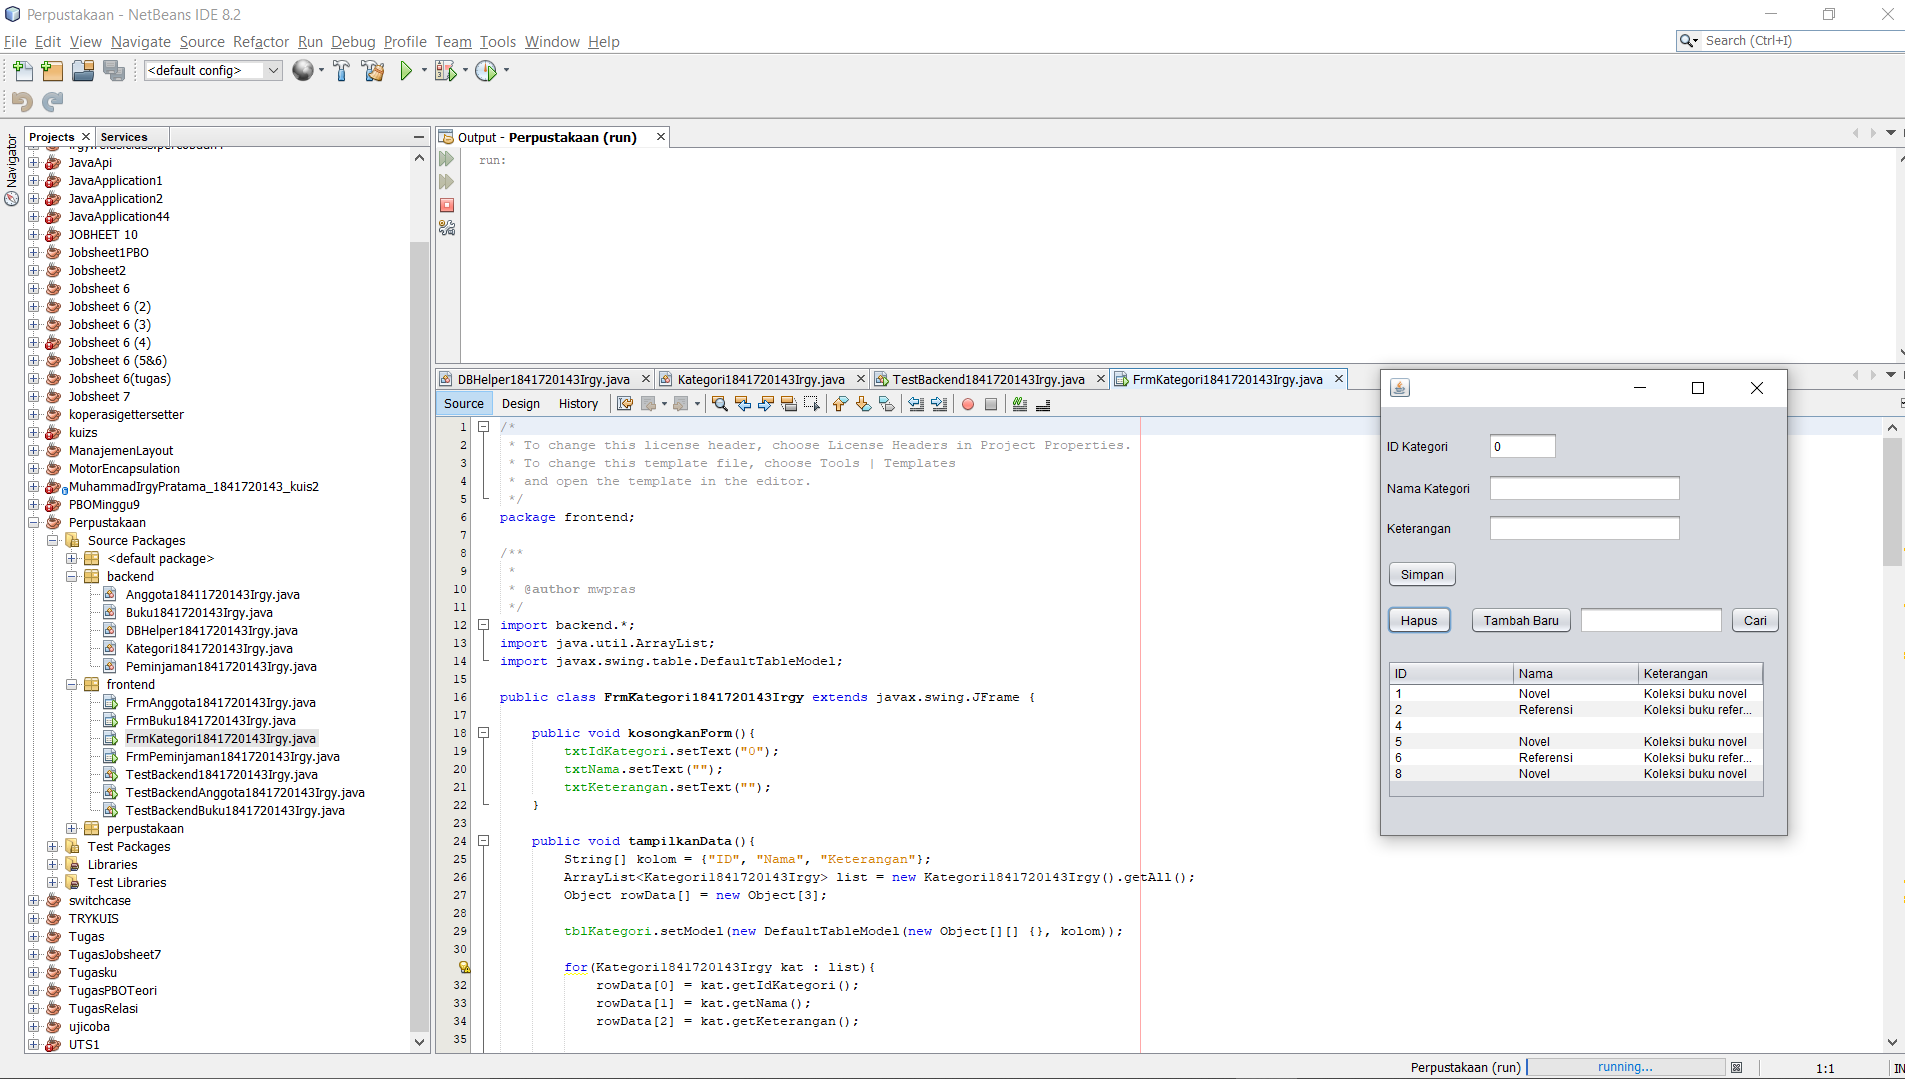 Perpustakaan - NetBeans IDE 8.2
File Edit View Navigate Source Refactor Run Debug Profile Team Tools Window Help
Search (Ctrl+I)
<default config>
Navigator
Projects
Services
JavaApi
JavaApplication1
JavaApplication2
JavaApplication44
JOBHEET 10
Jobsheet1PBO
Jobsheet2
Jobsheet 6
Jobsheet 6 (2)
Jobsheet 6 (3)
Jobsheet 6 (4)
Jobsheet 6 (5&6)
Jobsheet 6(tugas)
Jobsheet 7
koperasigettersetter
kuizs
ManajemenLayout
MotorEncapsulation
MuhammadIrgyPratama_1841720143_kuis2
PBOMinggu9
Perpustakaan
Source Packages
<default package>
backend
Anggota18411720143Irgy.java
Buku1841720143Irgy.java
DBHelper1841720143Irgy.java
Kategori1841720143Irgy.java
Peminjaman1841720143Irgy.java
frontend
FrmAnggota1841720143Irgy.java
FrmBuku1841720143Irgy.java
FrmKategori1841720143Irgy.java
FrmPeminjaman1841720143Irgy.java
TestBackend1841720143Irgy.java
TestBackendAnggota1841720143Irgy.java
TestBackendBuku1841720143Irgy.java
perpustakaan
Test Packages
Libraries
Test Libraries
switchcase
TRYKUIS
Tugas
TugasJobsheet7
Tugasku
TugasPBOTeori
TugasRelasi
ujicoba
UTS1
Output - Perpustakaan (run)
run:
DBHelper1841720143Irgy.java
Kategori1841720143Irgy.java
TestBackend1841720143Irgy.java
FrmKategori1841720143Irgy.java
Source Design History
1 /*
2 * To change this license header, choose License Headers in Project Properties.
3 * To change this template file, choose Tools | Templates
4 * and open the template in the editor.
5 */
6 package frontend;
7
8 /**
9 *
10 * @author mwpras
11 */
12 import backend.*;
13 import java.util.ArrayList;
14 import javax.swing.table.DefaultTableModel;
15
16 public class FrmKategori1841720143Irgy extends javax.swing.JFrame {
17
18 public void kosongkanForm(){
19 txtIdKategori.setText("0");
20 txtNama.setText("");
21 txtKeterangan.setText("");
22 }
23
24 public void tampilkanData(){
25 String[] kolom = {"ID", "Nama", "Keterangan"};
26 ArrayList<Kategori1841720143Irgy> list = new Kategori1841720143Irgy().getAll();
27 Object rowData[] = new Object[3];
28
29 tblKategori.setModel(new DefaultTableModel(new Object[][] {}, kolom));
30
for(Kategori1841720143Irgy kat : list){
32 rowData[0] = kat.getIdKategori();
33 rowData[1] = kat.getNama();
34 rowData[2] = kat.getKeterangan();
35
ID Kategori 0
Nama Kategori
Keterangan
Simpan
Hapus Tambah Baru Cari
ID Nama Keterangan
1 Novel Koleksi buku novel
2 Referensi Koleksi buku refer...
4
5 Novel Koleksi buku novel
6 Referensi Koleksi buku refer...
8 Novel Koleksi buku novel
Perpustakaan (run) running... 1:1 IN